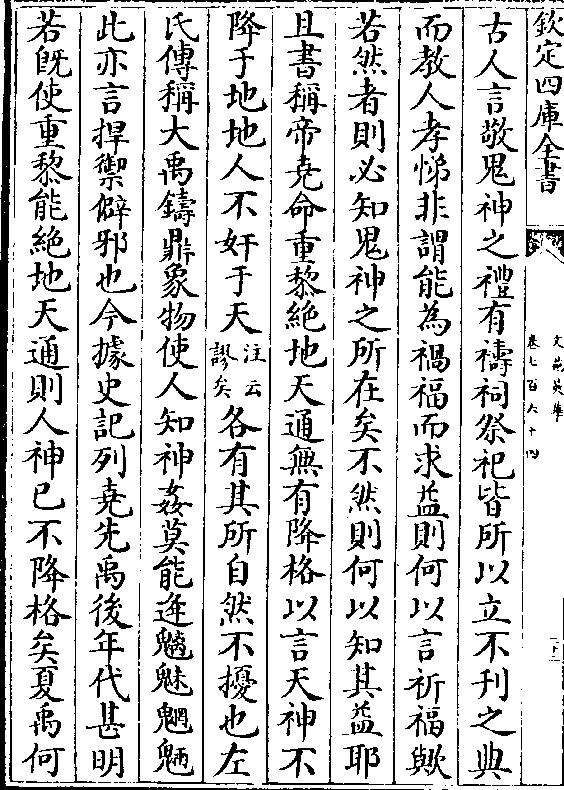 欽定四庫全書
文苑英華
卷七百六十四
古人言敬鬼神之禮有禱祠祭祀皆所以立不刊之典
而教人孝悌非謂能為禍福而求益則何以言祈福歟
若然者則必知鬼神之所在矣不然則何以知其益耶
且書稱帝堯命重黎絶地天通無有降格以言天神不
降于地地人不奸于天注云謬矣各有其所自然不擾也左
氏傳稱大禹鑄鼎象物使人知神姦莫能逢魑魅魍魎
此亦言捍禦僻邪也今據史記列堯先禹後年代甚明
若旣使重黎能絶地天通則人神已不降格矣夏禹何